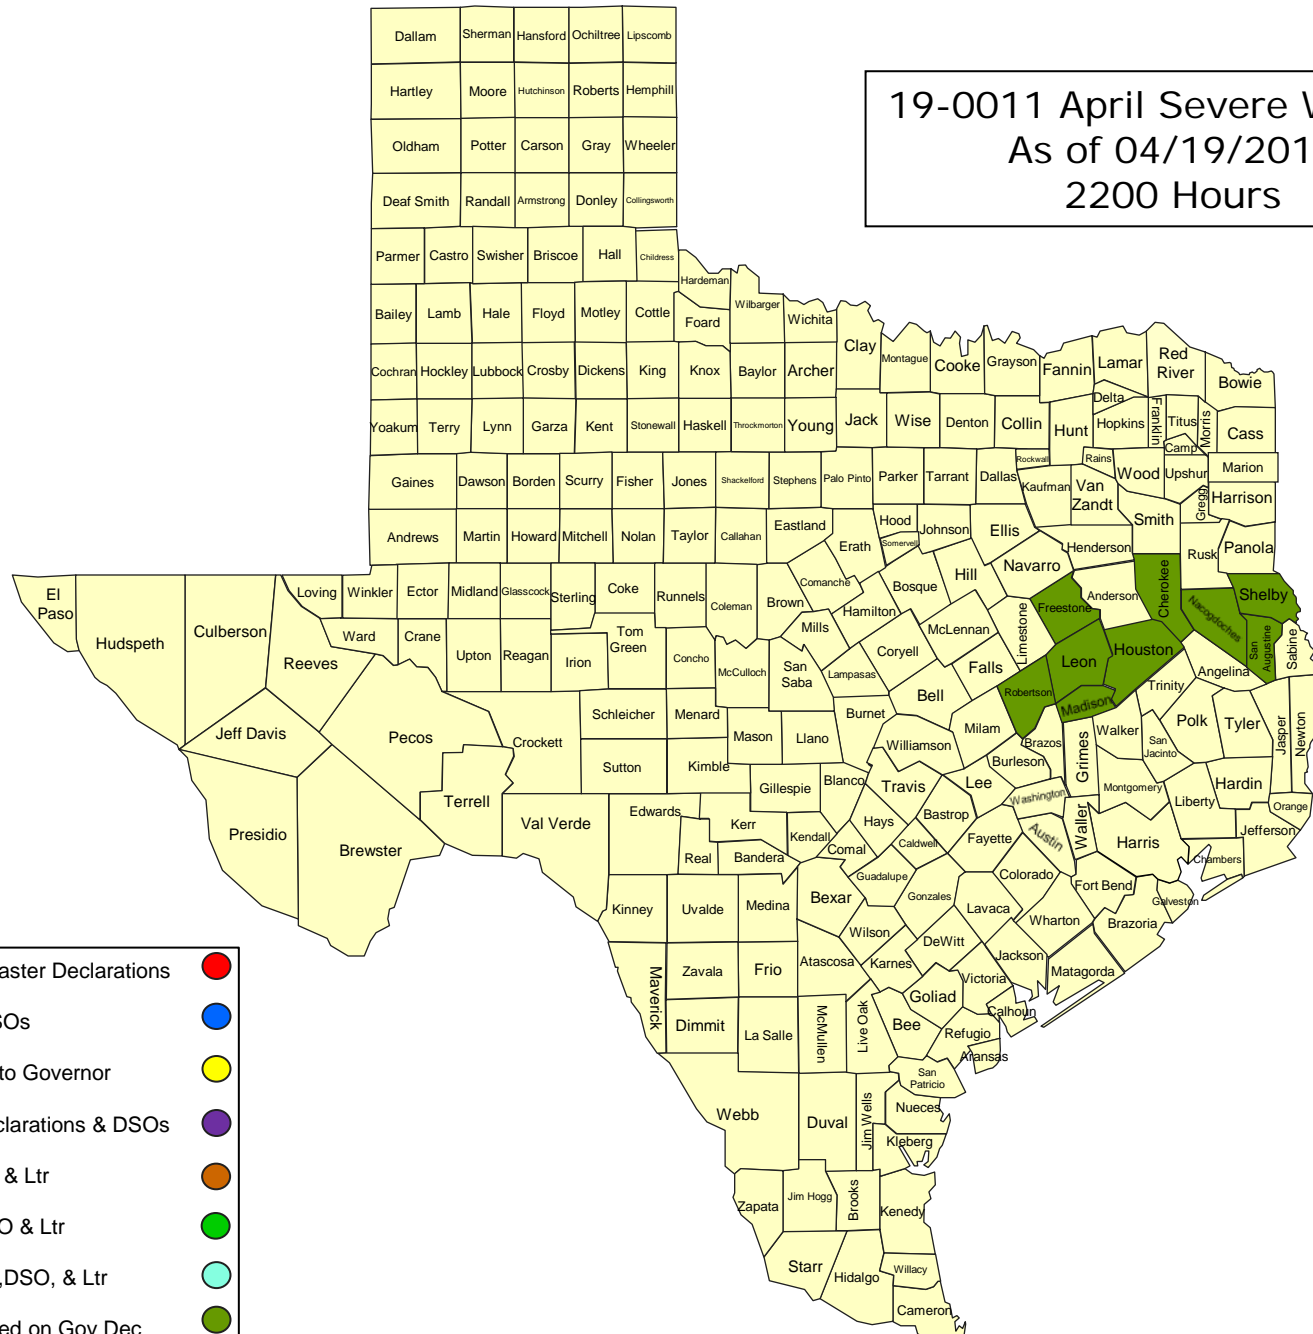 Dallam Sherman Hansford Ochiltree Lipscomb
Hartley Moore Hutchinson Roberts Hemphill
19-0011 April Severe W
As of 04/19/201
2200 Hours
Oldham Potter Carson Gray Wheeler
Deaf Smith Randall Armstrong Donley Collingsworth
Parmer Castro Swisher Briscoe Hall Childress
Hardeman
Wilbarger
Bailey Lamb Hale Floyd Motley Cottle
Foard
Wichita
Clay
Montague
Cooke
Grayson
Fannin
Lamar
Red
River
Bowie
Cochran Hockley Lubbock Crosby Dickens King Knox Baylor Archer
Delta
Yoakum Terry Lynn Garza Kent Stonewall Haskell Throckmorton Young Jack Wise Denton Collin Hunt Hopkins
Franklin
Titus
Morris
Cass
Camp
Gaines Dawson Borden Scurry Fisher Jones Shackelford Stephens Palo Pinto Parker Tarrant Dallas
Rockwall
Rains
Kaufman
Van
Zandt
Wood
Upshur
Marion
Gregg
Harrison
Andrews Martin Howard Mitchell Nolan Taylor Callahan Eastland
Erath
Hood
Somervell
Johnson
Ellis
Henderson
Smith
Rusk
Panola
El
Paso
Hudspeth
Culberson
Reeves
Loving Winkler Ector Midland Glasscock Sterling Coke Runnels Coleman Brown
Comanche
Hamilton
Bosque
Hill
Navarro
Freestone
Anderson
Cherokee
Nacogdoches
Shelby
San
Augustine
Sabine
Ward Crane Upton Reagan Irion
Tom
Green
Concho
McCulloch
San
Saba
Mills
Lampasas
Coryell
McLennan
Limestone
Falls
Leon
Houston
Angelina
Trinity
Robertson
Madison
Jeff Davis
Pecos
Crockett
Schleicher Menard
Mason Llano
Burnet
Bell
Milam
Williamson
Brazos
Grimes
Walker
San
Jacinto
Polk
Tyler
Jasper
Newton
Presidio
Brewster
Terrell
Val Verde
Sutton Kimble
Gillespie
Blanco
Travis
Lee
Burleson
Washington
Montgomery
Liberty
Hardin
Orange
Jefferson
Edwards
Kerr
Real
Bandera
Kendall
Comal
Hays
Caldwell
Bastrop
Fayette
Austin
Waller
Harris
Chambers
Kinney Uvalde Medina
Bexar
Guadalupe
Gonzales
Lavaca
Colorado
Fort Bend
Galveston
Wharton
Brazoria
Maverick
Zavala Frio
Atascosa
Wilson
Karnes
DeWitt
Jackson
Matagorda
Victoria
Goliad
Calhoun
Dimmit
La Salle
McMullen
Live Oak
Bee
Refugio
Aransas
San
Patricio
Webb
Duval
Jim Wells
Nueces
Kleberg
Zapata
Jim Hogg
Brooks
Kenedy
Starr
Hidalgo
Willacy
Cameron
aster Declarations
SOs
to Governor
clarations & DSOs
& Ltr
O & Ltr
,DSO, & Ltr
ed on Gov Dec